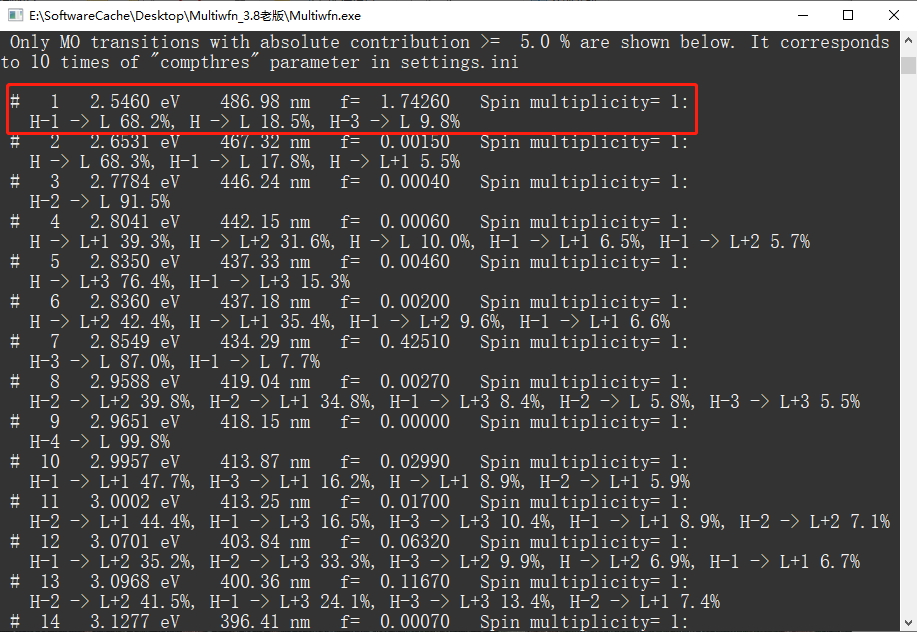 E:\SoftwareCache\Desktop\Multiwfn_3.8老版\Multiwfn.exe
Only MO transitions with absolute contribution >=  5.0 % are shown below. It corresponds
to 10 times of "compthres" parameter in settings.ini
#   1   2.5460 eV    486.98 nm   f=  1.74260   Spin multiplicity= 1:
H-1 -> L 68.2%, H -> L 18.5%, H-3 -> L 9.8%
#   2   2.6531 eV    467.32 nm   f=  0.00150   Spin multiplicity= 1:
H -> L 68.3%, H-1 -> L 17.8%, H -> L+1 5.5%
#   3   2.7784 eV    446.24 nm   f=  0.00040   Spin multiplicity= 1:
H-2 -> L 91.5%
#   4   2.8041 eV    442.15 nm   f=  0.00060   Spin multiplicity= 1:
H -> L+1 39.3%, H -> L+2 31.6%, H -> L 10.0%, H-1 -> L+1 6.5%, H-1 -> L+2 5.7%
#   5   2.8350 eV    437.33 nm   f=  0.00460   Spin multiplicity= 1:
H -> L+3 76.4%, H-1 -> L+3 15.3%
#   6   2.8360 eV    437.18 nm   f=  0.00200   Spin multiplicity= 1:
H -> L+2 42.4%, H -> L+1 35.4%, H-1 -> L+2 9.6%, H-1 -> L+1 6.6%
#   7   2.8549 eV    434.29 nm   f=  0.42510   Spin multiplicity= 1:
H-3 -> L 87.0%, H-1 -> L 7.7%
#   8   2.9588 eV    419.04 nm   f=  0.00270   Spin multiplicity= 1:
H-2 -> L+2 39.8%, H-2 -> L+1 34.8%, H-1 -> L+3 8.4%, H-2 -> L 5.8%, H-3 -> L+3 5.5%
#   9   2.9651 eV    418.15 nm   f=  0.00000   Spin multiplicity= 1:
H-4 -> L 99.8%
#  10   2.9957 eV    413.87 nm   f=  0.02990   Spin multiplicity= 1:
H-1 -> L+1 47.7%, H-3 -> L+1 16.2%, H -> L+1 8.9%, H-2 -> L+1 5.9%
#  11   3.0002 eV    413.25 nm   f=  0.01700   Spin multiplicity= 1:
H-2 -> L+1 44.4%, H-1 -> L+3 16.5%, H-3 -> L+3 10.4%, H-1 -> L+1 8.9%, H-2 -> L+2 7.1%
#  12   3.0701 eV    403.84 nm   f=  0.06320   Spin multiplicity= 1:
H-1 -> L+2 35.2%, H-2 -> L+3 33.3%, H-3 -> L+2 9.9%, H -> L+2 6.9%, H-1 -> L+1 6.7%
#  13   3.0968 eV    400.36 nm   f=  0.11670   Spin multiplicity= 1:
H-2 -> L+2 41.5%, H-1 -> L+3 24.1%, H-3 -> L+3 13.4%, H-2 -> L+1 7.4%
#  14   3.1277 eV    396.41 nm   f=  0.00070   Spin multiplicity= 1: